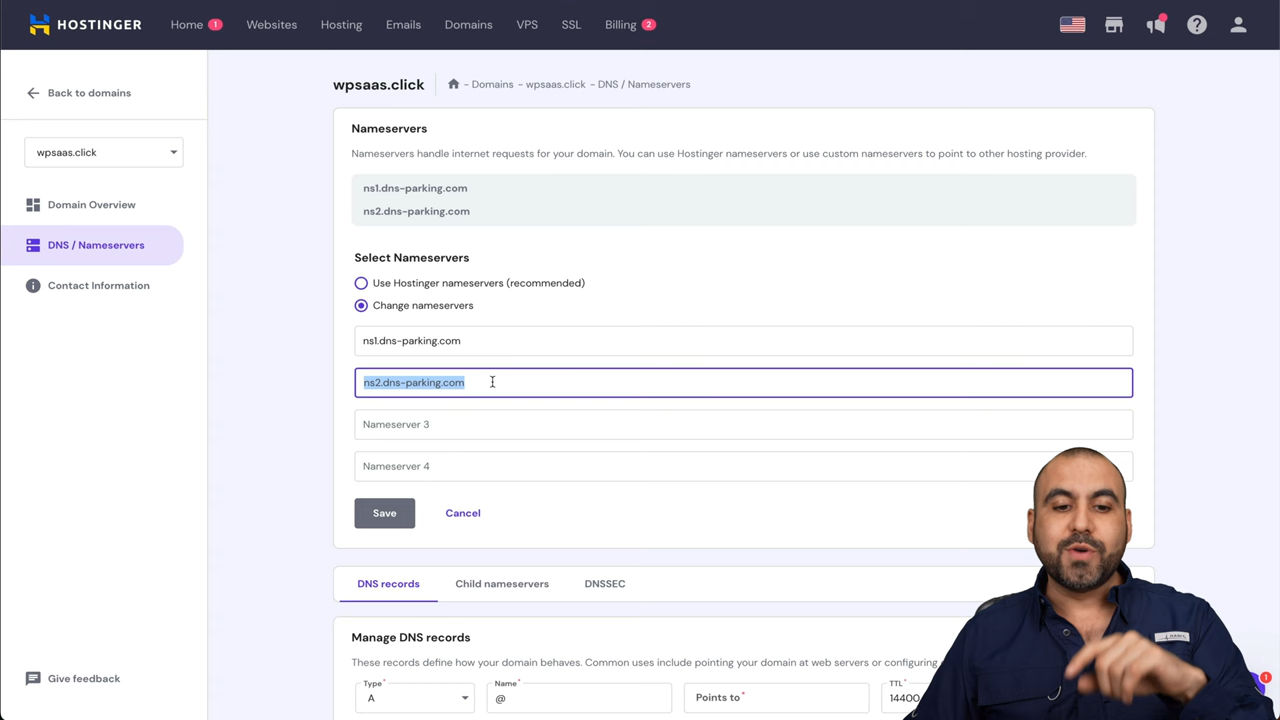 HOSTINGER
Home 1 Websites Hosting Emails Domains VPS SSL Billing 2
Back to domains
wpsaas.click
Domain Overview
DNS / Nameservers
Contact Information
Give feedback
wpsaas.click - Domains - wpsaas.click - DNS / Nameservers
Nameservers
Nameservers handle internet requests for your domain. You can use Hostinger nameservers or use custom nameservers to point to other hosting provider.
ns1.dns-parking.com
ns2.dns-parking.com
Select Nameservers
Use Hostinger nameservers (recommended)
Change nameservers
ns1.dns-parking.com
ns2.dns-parking.com
Nameserver 3
Nameserver 4
Save Cancel
DNS records Child nameservers DNSSEC
Manage DNS records
These records define how your domain behaves. Common uses include pointing your domain at web servers or configuring
Type* Name* TTL*
A @ Points to* 14400
1